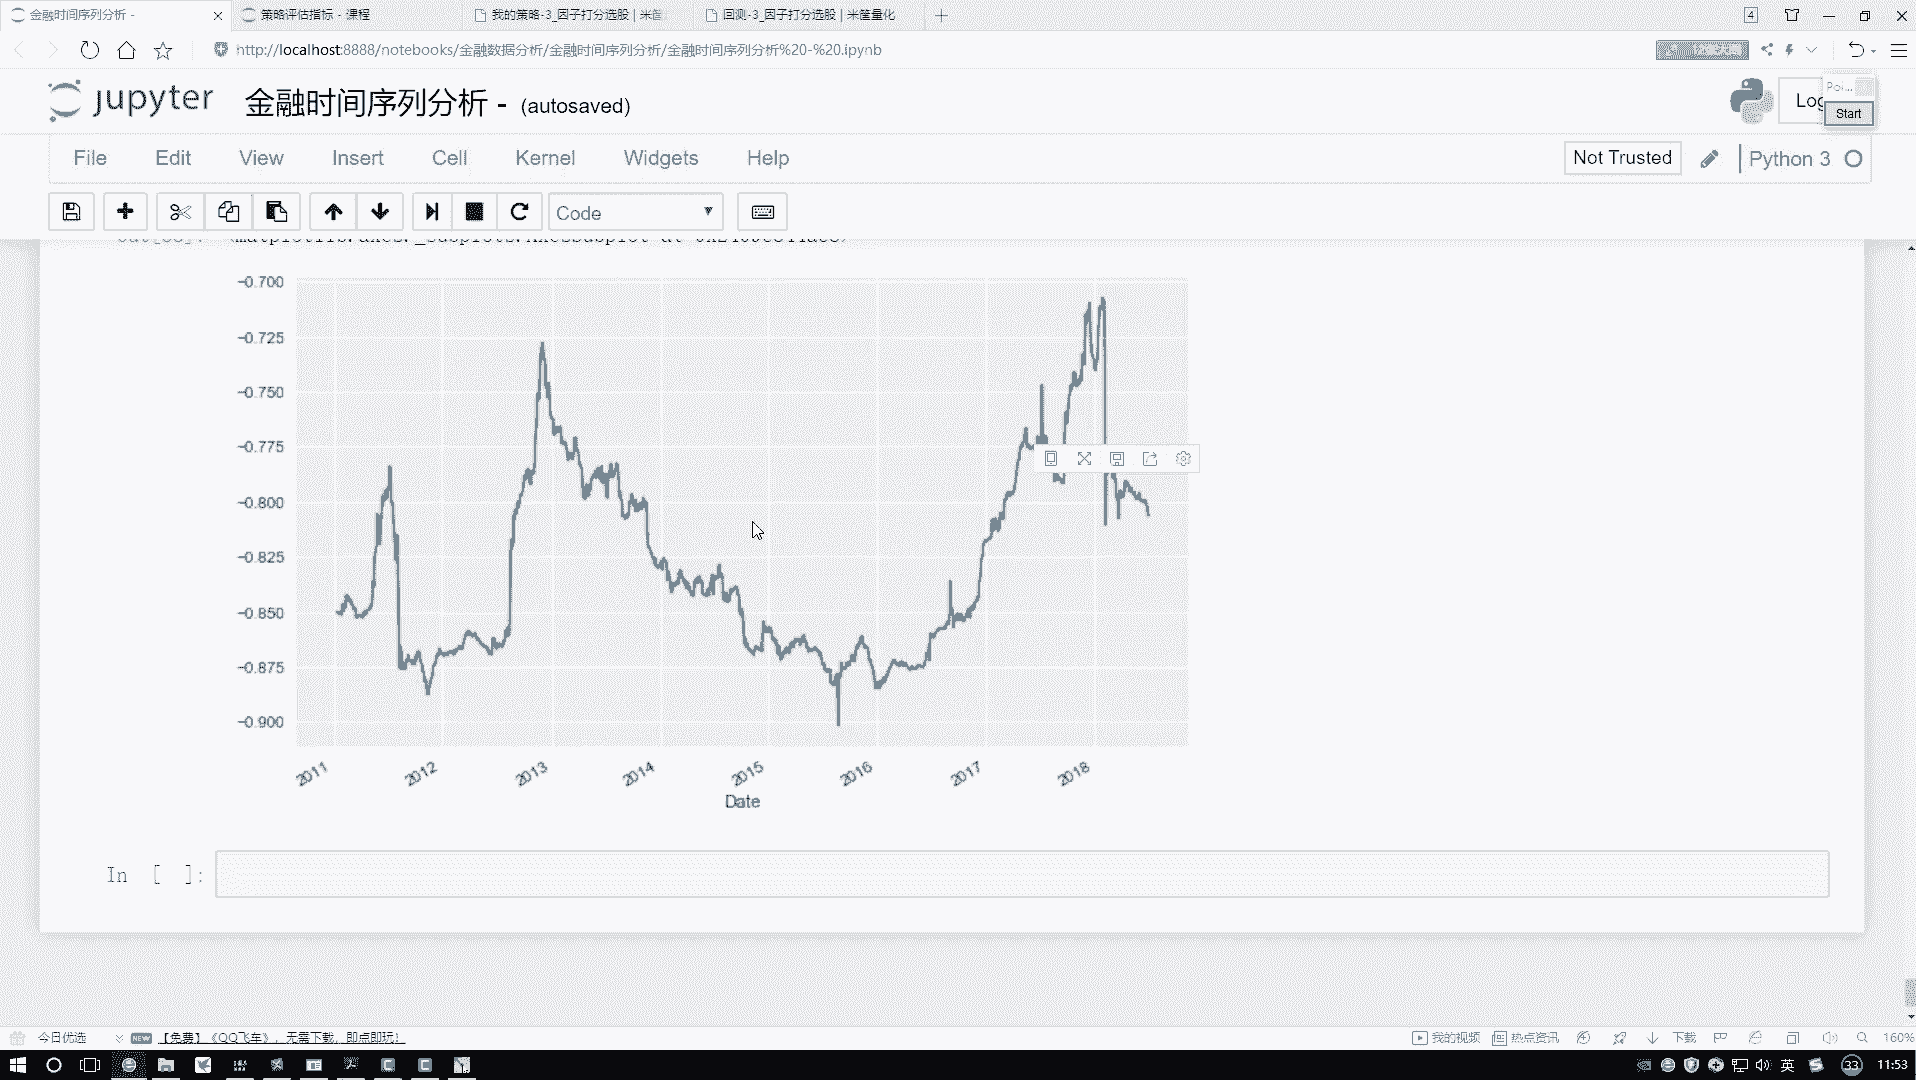 金融时间序列分析 -
策略评估指标 - 课程
我的策略-3_因子打分选股 | 米筐
回测-3_因子打分选股 | 米筐量化
4
http://localhost:8888/notebooks/金融数据分析/金融时间序列分析/金融时间序列分析%20-%20.ipynb
jupyter
金融时间序列分析 - (autosaved)
Log
Poi...
Start
File Edit View Insert Cell Kernel Widgets Help
Not Trusted
Python 3
Code
−0.700
−0.725
−0.750
−0.775
−0.800
−0.825
−0.850
−0.875
−0.900
2011 2012 2013 2014 2015 2016 2017 2018
Date
In [ ]:
今日优选
NEW
【免费】《QQ飞车》，无需下载，即点即玩！
我的视频
热点资讯
下载
160%
英
33
11:53